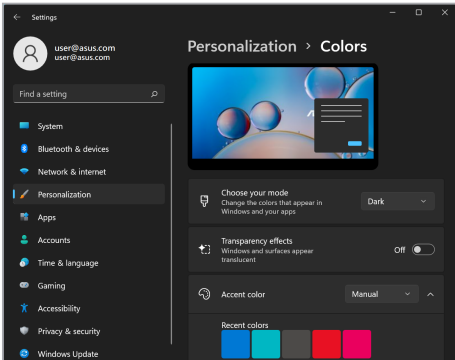 Settings
user@asus.com
user@asus.com
Find a setting
System
Bluetooth & devices
Network & internet
Personalization
Apps
Accounts
Time & language
Gaming
Accessibility
Privacy & security
Windows Update
Personalization > Colors
Choose your mode
Change the colors that appear in
Windows and your apps
Dark
Transparency effects
Windows and surfaces appear
translucent
Off
Accent color
Manual
Recent colors